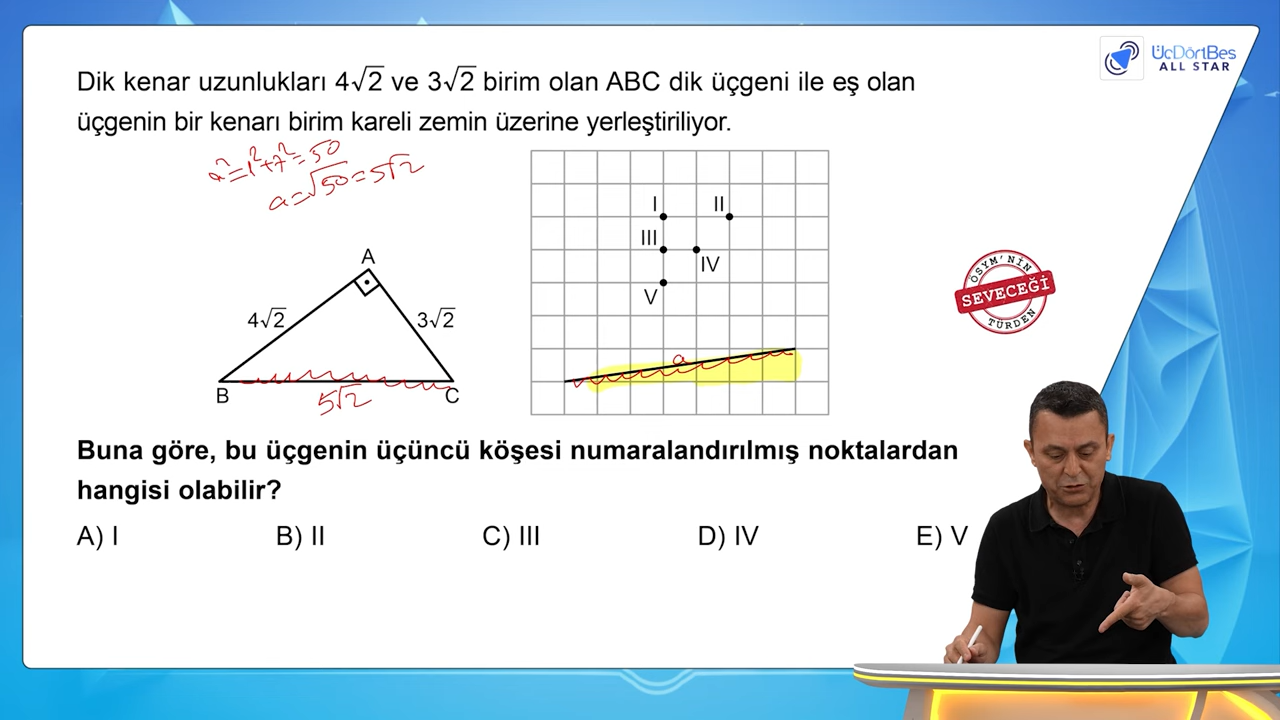 ÜçDörtBeş
ALL STAR
Dik kenar uzunlukları 4√2 ve 3√2 birim olan ABC dik üçgeni ile eş olan
üçgenin bir kenarı birim kareli zemin üzerine yerleştiriliyor.
a²=1²+7²=50
a=√50=5√2
I
II
III
IV
V
a
A
4√2
3√2
B
C
5√2
ÖSYM'NİN
SEVECEĞİ
TÜRDEN
Buna göre, bu üçgenin üçüncü köşesi numaralandırılmış noktalardan
hangisi olabilir?
A) I B) II C) III D) IV E) V